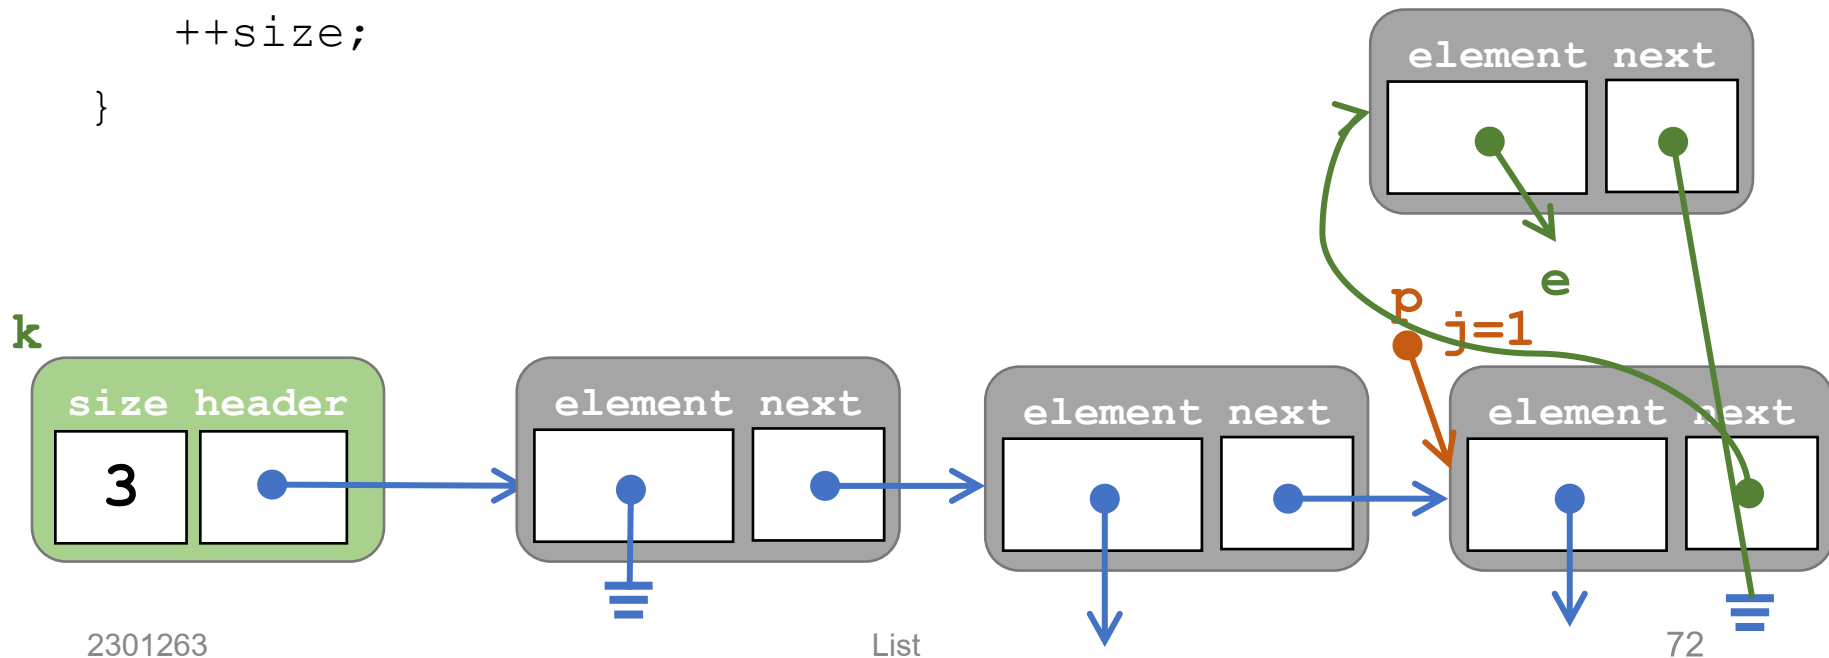 ++size;
}
element next
e
p
j=1
k
size header
3
element next
element next
element next
2301263
List
72